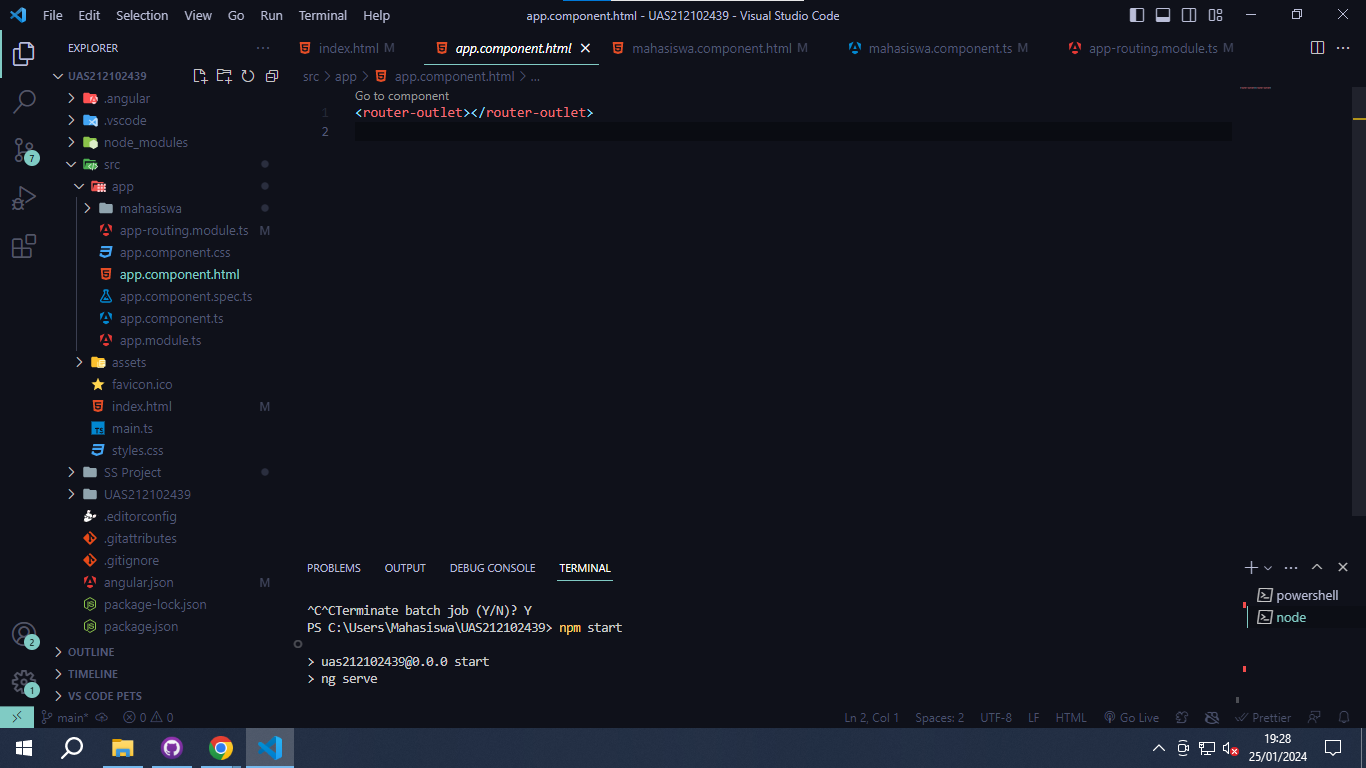 File Edit Selection View Go Run Terminal Help
app.component.html - UAS212102439 - Visual Studio Code
EXPLORER
index.html M
app.component.html
mahasiswa.component.html M
mahasiswa.component.ts M
app-routing.module.ts M
UAS212102439
src > app > app.component.html > ...
.angular
.vscode
node_modules
src
app
mahasiswa
app-routing.module.ts M
app.component.css
app.component.html
app.component.spec.ts
app.component.ts
app.module.ts
assets
favicon.ico
index.html M
main.ts
styles.css
SS Project
UAS212102439
.editorconfig
.gitattributes
.gitignore
angular.json M
package-lock.json
package.json
OUTLINE
TIMELINE
VS CODE PETS
7
2
1
Go to component
1 <router-outlet></router-outlet>
2
PROBLEMS OUTPUT DEBUG CONSOLE TERMINAL
^C^CTerminate batch job (Y/N)? Y
PS C:\Users\Mahasiswa\UAS212102439> npm start
> uas212102439@0.0.0 start
> ng serve
powershell
node
main* 0 0 Ln 2, Col 1 Spaces: 2 UTF-8 LF HTML Go Live Prettier
19:28
25/01/2024